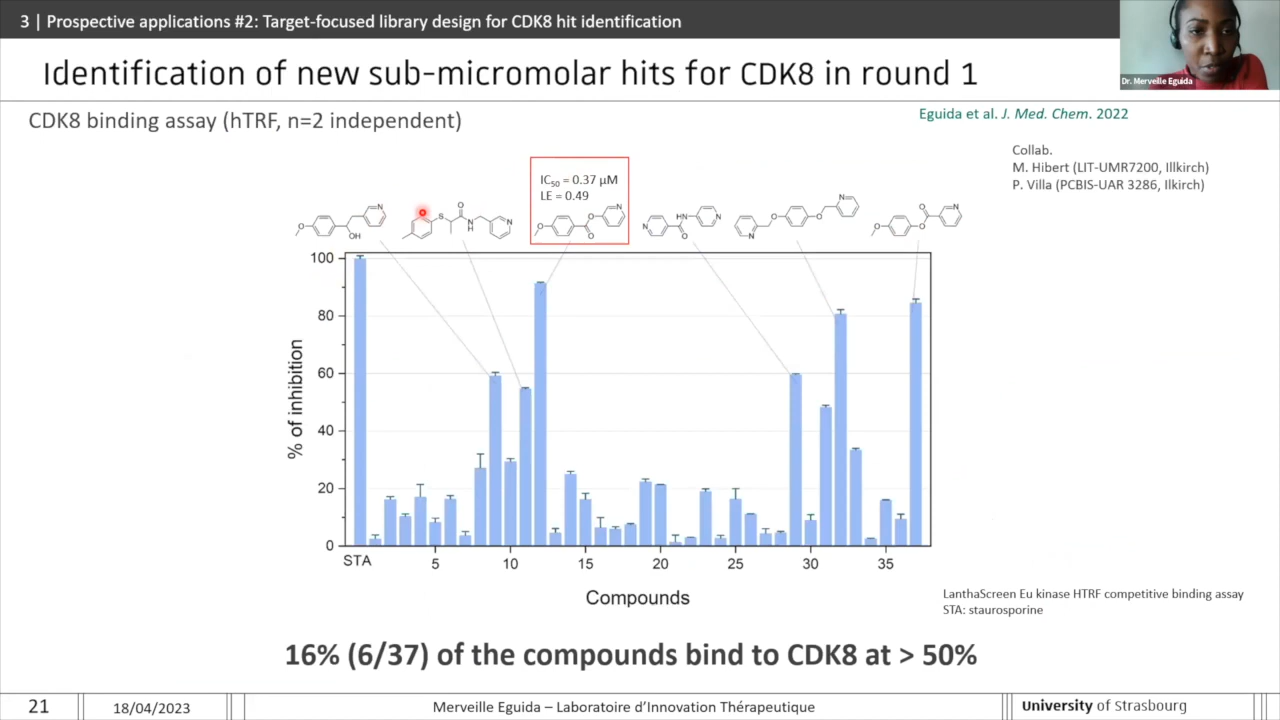 3 | Prospective applications #2: Target-focused library design for CDK8 hit identification
Identification of new sub-micromolar hits for CDK8 in round 1
Dr. Merveille Eguida
CDK8 binding assay (hTRF, n=2 independent)
Eguida et al. J. Med. Chem. 2022
Collab.
M. Hibert (LIT-UMR7200, Illkirch)
P. Villa (PCBIS-UAR 3286, Ilkirch)
IC50 = 0.37 µM
LE = 0.49
O OH N
S O N H N
O O O N
N O HN N
N O O N
O O O N
% of inhibition
100
80
60
40
20
0
STA 5 10 15 20 25 30 35
Compounds
LanthaScreen Eu kinase HTRF competitive binding assay
STA: staurosporine
16% (6/37) of the compounds bind to CDK8 at > 50%
21 18/04/2023 Merveille Eguida – Laboratoire d’Innovation Thérapeutique University of Strasbourg